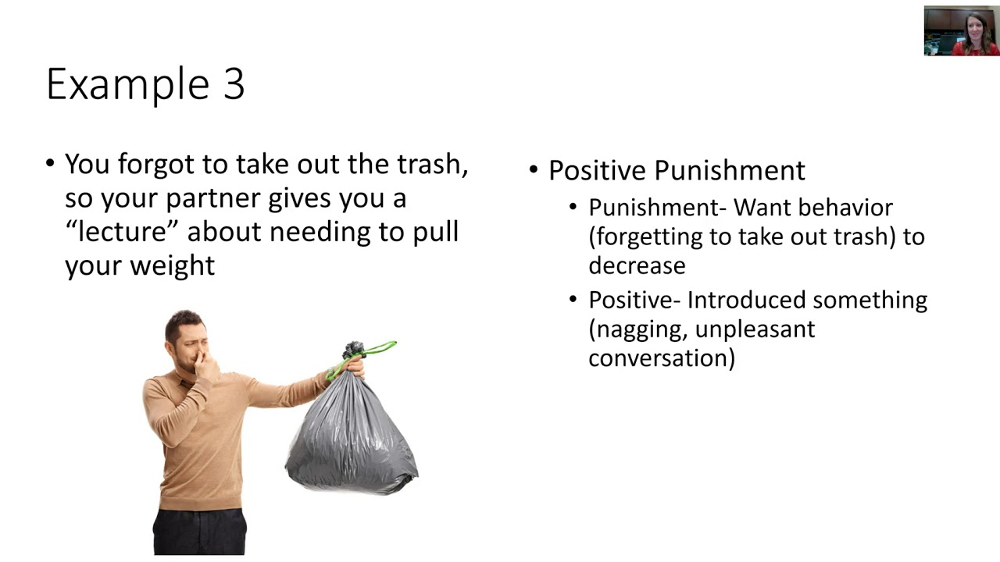 Example 3
• You forgot to take out the trash,
so your partner gives you a
“lecture” about needing to pull
your weight
• Positive Punishment
• Punishment- Want behavior
(forgetting to take out trash) to
decrease
• Positive- Introduced something
(nagging, unpleasant
conversation)